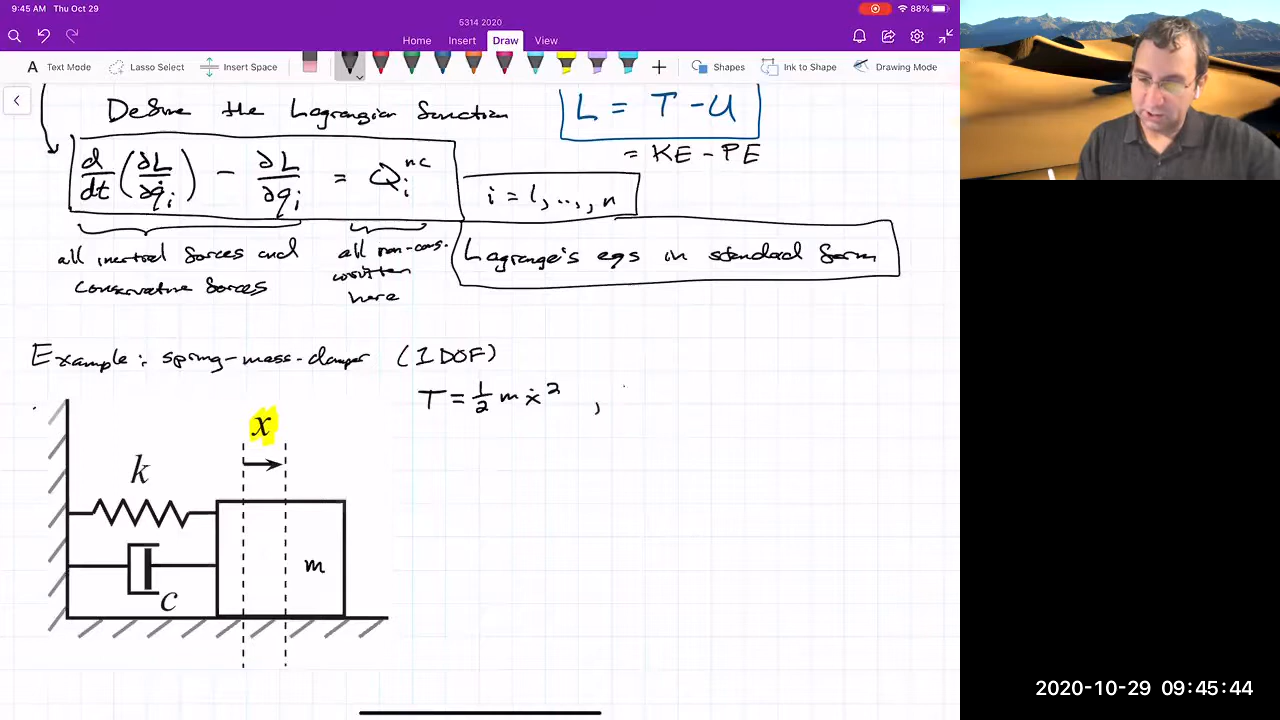 9:45 AM Thu Oct 29
88%
5314 2020
Home Insert Draw View
Text Mode Lasso Select Insert Space Shapes Ink to Shape Drawing Mode
Define the Lagrangian function
L = T - U
= KE - PE
d/dt (∂L/∂q̇ᵢ) - ∂L/∂qᵢ = Qᵢⁿᶜ
i = 1, ..., n
all inertial forces and conservative forces
all non-cons. written here
Lagrange's eqs in standard form
Example: spring-mass-damper (1 DOF)
T = 1/2 m ẋ² ,
x
k
m
c
2020-10-29 09:45:44